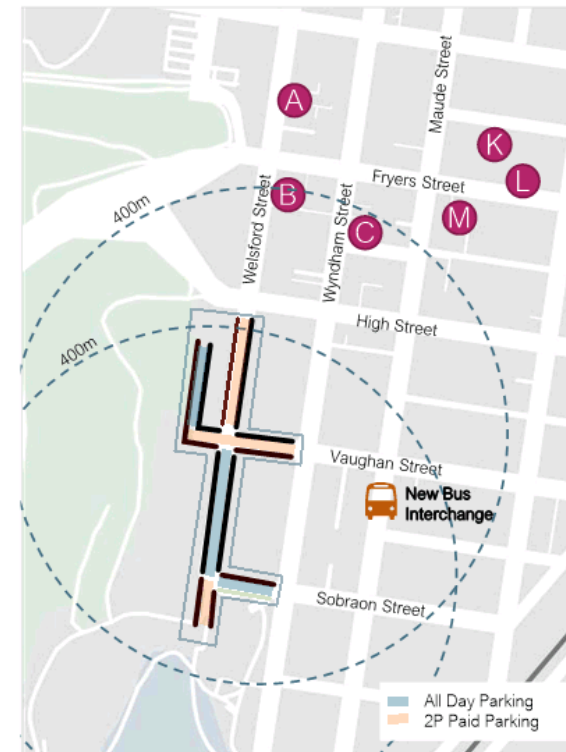 Maude Street
A
K
Fryers Street
L
B
400m
Welsford Street
M
C
Wyndham Street
High Street
400m
Vaughan Street
New Bus
Interchange
Sobraon Street
All Day Parking
2P Paid Parking